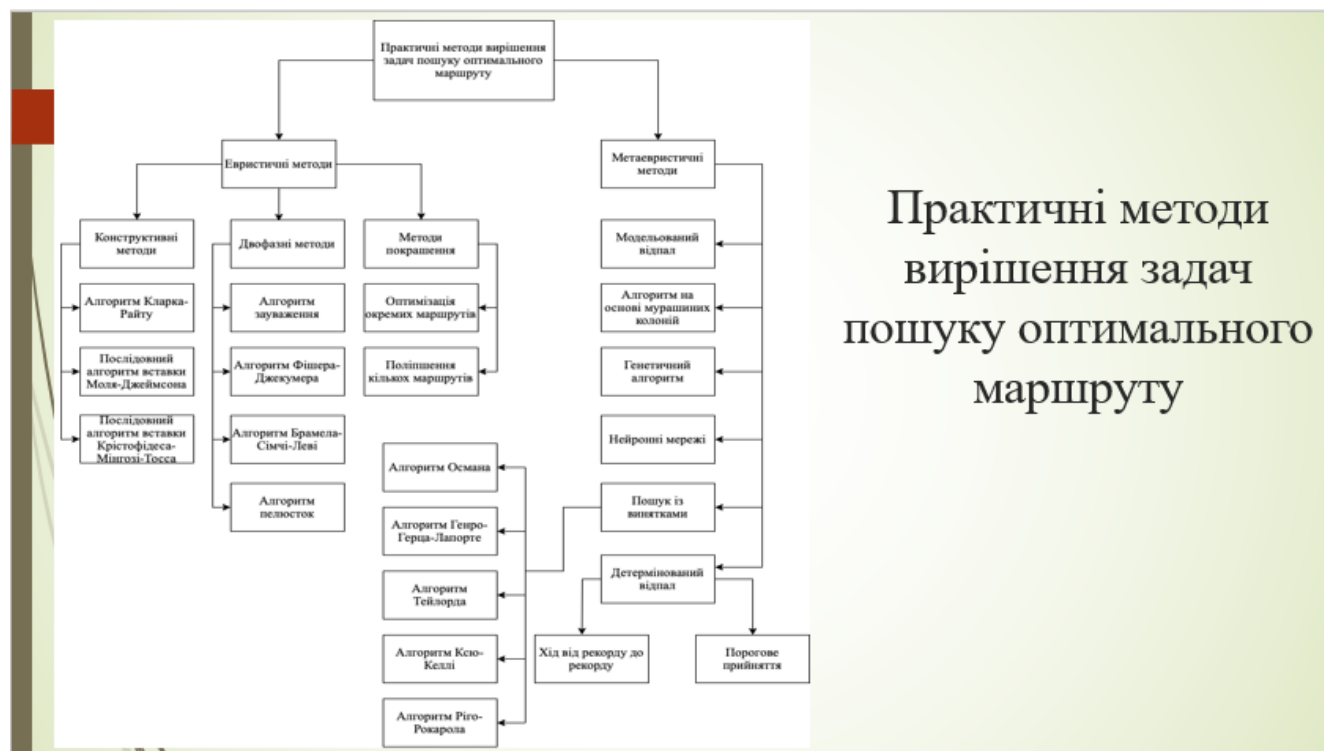 Практичні методи вирішення
задач пошуку оптимального
маршруту
Евристичні методи
Метаевристичні
методи
Конструктивні
методи
Двофазні методи
Методи
покрашення
Модельований
відпал
Алгоритм Кларка-
Райту
Алгоритм
зауваження
Оптимізація
окремих маршрутів
Алгоритм на
основі мурашиних
колоній
Послідовний
алгоритм вставки
Моля-Джеймсона
Алгоритм Фішера-
Джекумера
Поліпшення
кількох маршрутів
Генетичний
алгоритм
Послідовний
алгоритм вставки
Крістофідеса-
Мінгозі-Тосса
Алгоритм Брамела-
Сімчі-Леві
Нейронні мережі
Алгоритм Османа
Алгоритм
пелюсток
Пошук із
винятками
Алгоритм Генро-
Герца-Лапорте
Детермінований
відпал
Алгоритм
Тейлорда
Хід від рекорду до
рекорду
Порогове
прийняття
Алгоритм Ксю-
Келлі
Алгоритм Ріго-
Рокарола
Практичні методи
вирішення задач
пошуку оптимального
маршруту